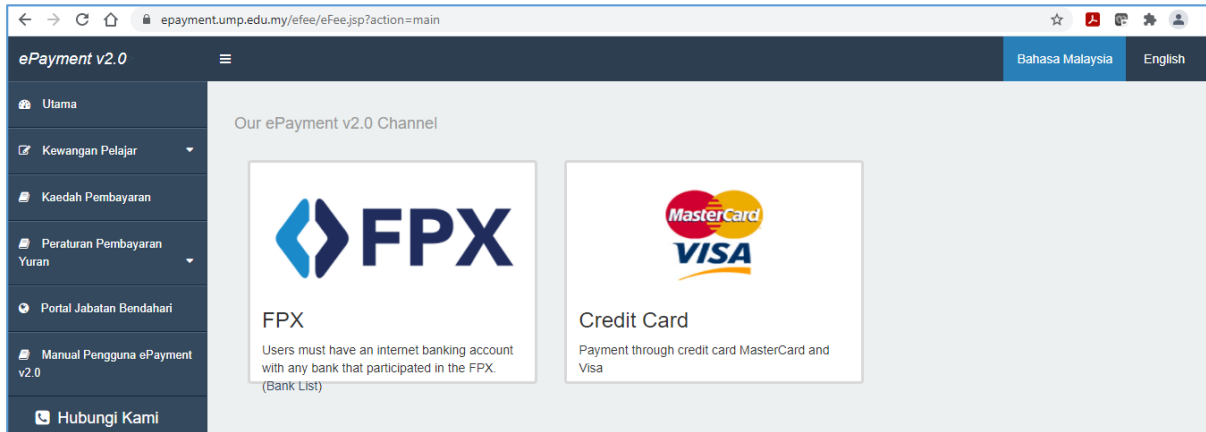 epayment.ump.edu.my/efee/eFee.jsp?action=main
ePayment v2.0
Bahasa Malaysia
English
Utama
Kewangan Pelajar
Kaedah Pembayaran
Peraturan Pembayaran
Yuran
Portal Jabatan Bendahari
Manual Pengguna ePayment
v2.0
Hubungi Kami
Our ePayment v2.0 Channel
FPX
FPX
Users must have an internet banking account
with any bank that participated in the FPX.
(Bank List)
MasterCard
VISA
Credit Card
Payment through credit card MasterCard and
Visa